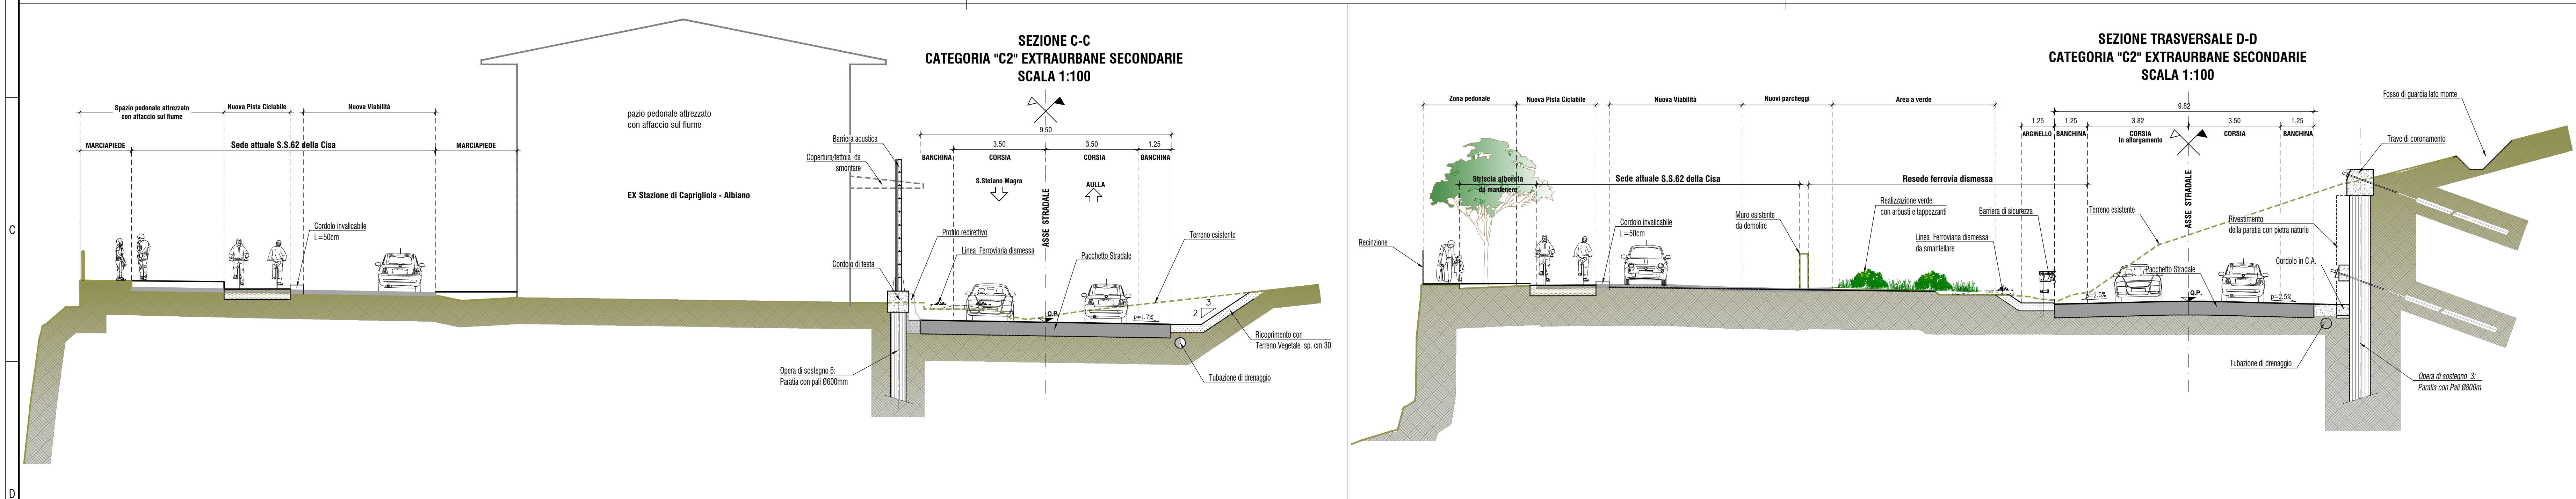 SEZIONE C-C
CATEGORIA "C2" EXTRAURBANE SECONDARIE
SCALA 1:100
Spazio pedonale attrezzato
con affaccio sul fiume
Nuova Pista Ciclabile
Nuova Viabilità
MARCIAPIEDE
Sede attuale S.S.62 della Cisa
MARCIAPIEDE
pazio pedonale attrezzato
con affaccio sul fiume
EX Stazione di Caprigliola - Albiano
Cordolo invalicabile
L=50cm
Barriera acustica
Copertura/tettoia da
smontare
9.50
3.50
3.50
1.25
BANCHINA
CORSIA
CORSIA
BANCHINA
S.Stefano Magra
AULLA
ASSE STRADALE
Profilo redirettivo
Linea Ferroviaria dismessa
Cordolo di testa
Terreno esistente
Pacchetto Stradale
Q.P.
p=1.7%
3
2
Ricoprimento con
Terreno Vegetale sp. cm 30
Tubazione di drenaggio
Opera di sostegno 6:
Paratia con pali Ø600mm
C
D
SEZIONE TRASVERSALE D-D
CATEGORIA "C2" EXTRAURBANE SECONDARIE
SCALA 1:100
Zona pedonale
Nuova Pista Ciclabile
Nuova Viabilità
Nuovi parcheggi
Area a verde
9.82
1.25
1.25
3.82
3.50
1.25
ARGINELLO
BANCHINA
CORSIA
In allargamento
CORSIA
BANCHINA
Fosso di guardia lato monte
Trave di coronamento
Striscia alberata
da mantenere
Sede attuale S.S.62 della Cisa
Resede ferrovia dismessa
Recinzione
Cordolo invalicabile
L=50cm
Muro esistente
da demolire
Realizzazione verde
con arbusti e tappezzanti
Barriera di sicurezza
Linea Ferroviaria dismessa
da smantellare
Terreno esistente
ASSE STRADALE
Rivestimento
della paratia con pietra naturle
Cordolo in C.A.
Pacchetto Stradale
Q.P.
p=2.5%
p=2.5%
Tubazione di drenaggio
Opera di sostegno 3:
Paratia con Pali Ø800m